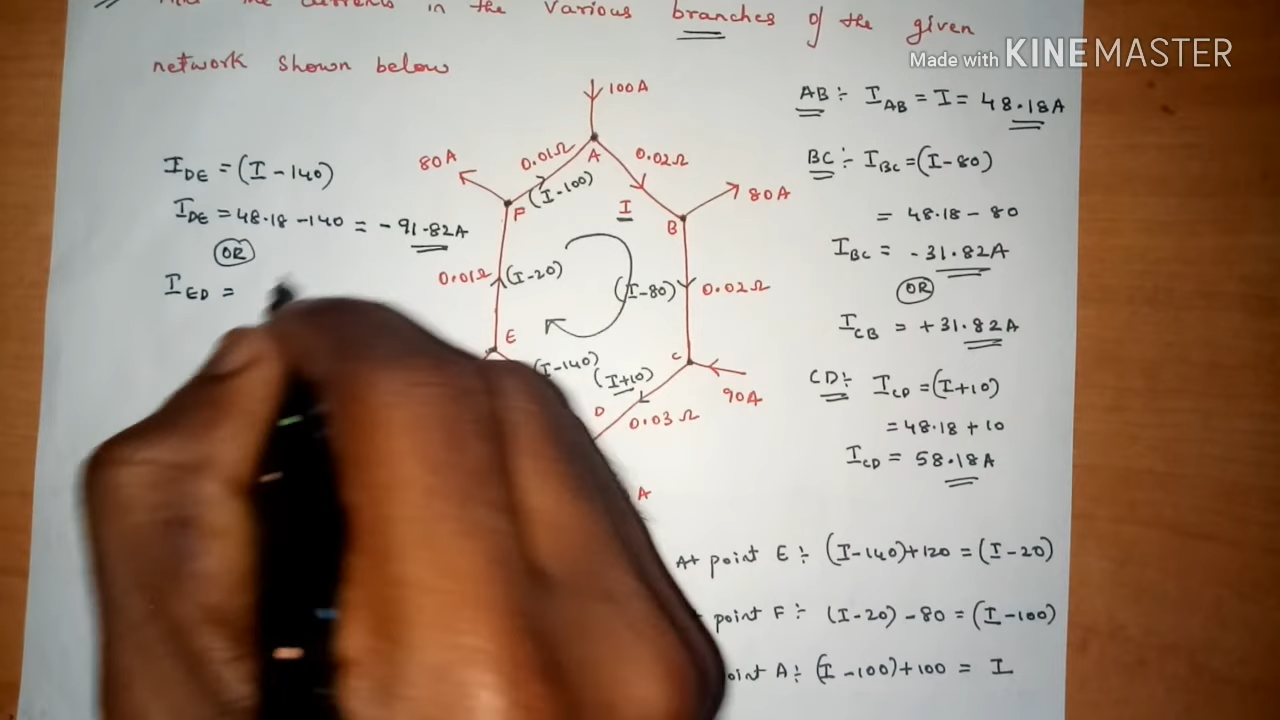 in the various branches of the given
network shown below
Made with KINEMASTER
I_DE = (I-140)
I_DE = 48.18 - 140 = - 91.82A
OR
I_ED =
100A
80A
0.01Ω
A
0.02Ω
(I-100)
F
I
80A
B
0.01Ω
(I-20)
(I-80)
0.02Ω
E
(I-140)
(I+10)
C
90A
D
0.03Ω
A
AB :- I_AB = I = 48.18A
BC :- I_BC = (I-80)
= 48.18 - 80
I_BC = - 31.82A
OR
I_CB = + 31.82A
CD :- I_CD = (I+10)
= 48.18 + 10
I_CD = 58.18A
At point E :- (I-140)+120 = (I-20)
point F :- (I-20) - 80 = (I-100)
point A :- (I-100)+100 = I